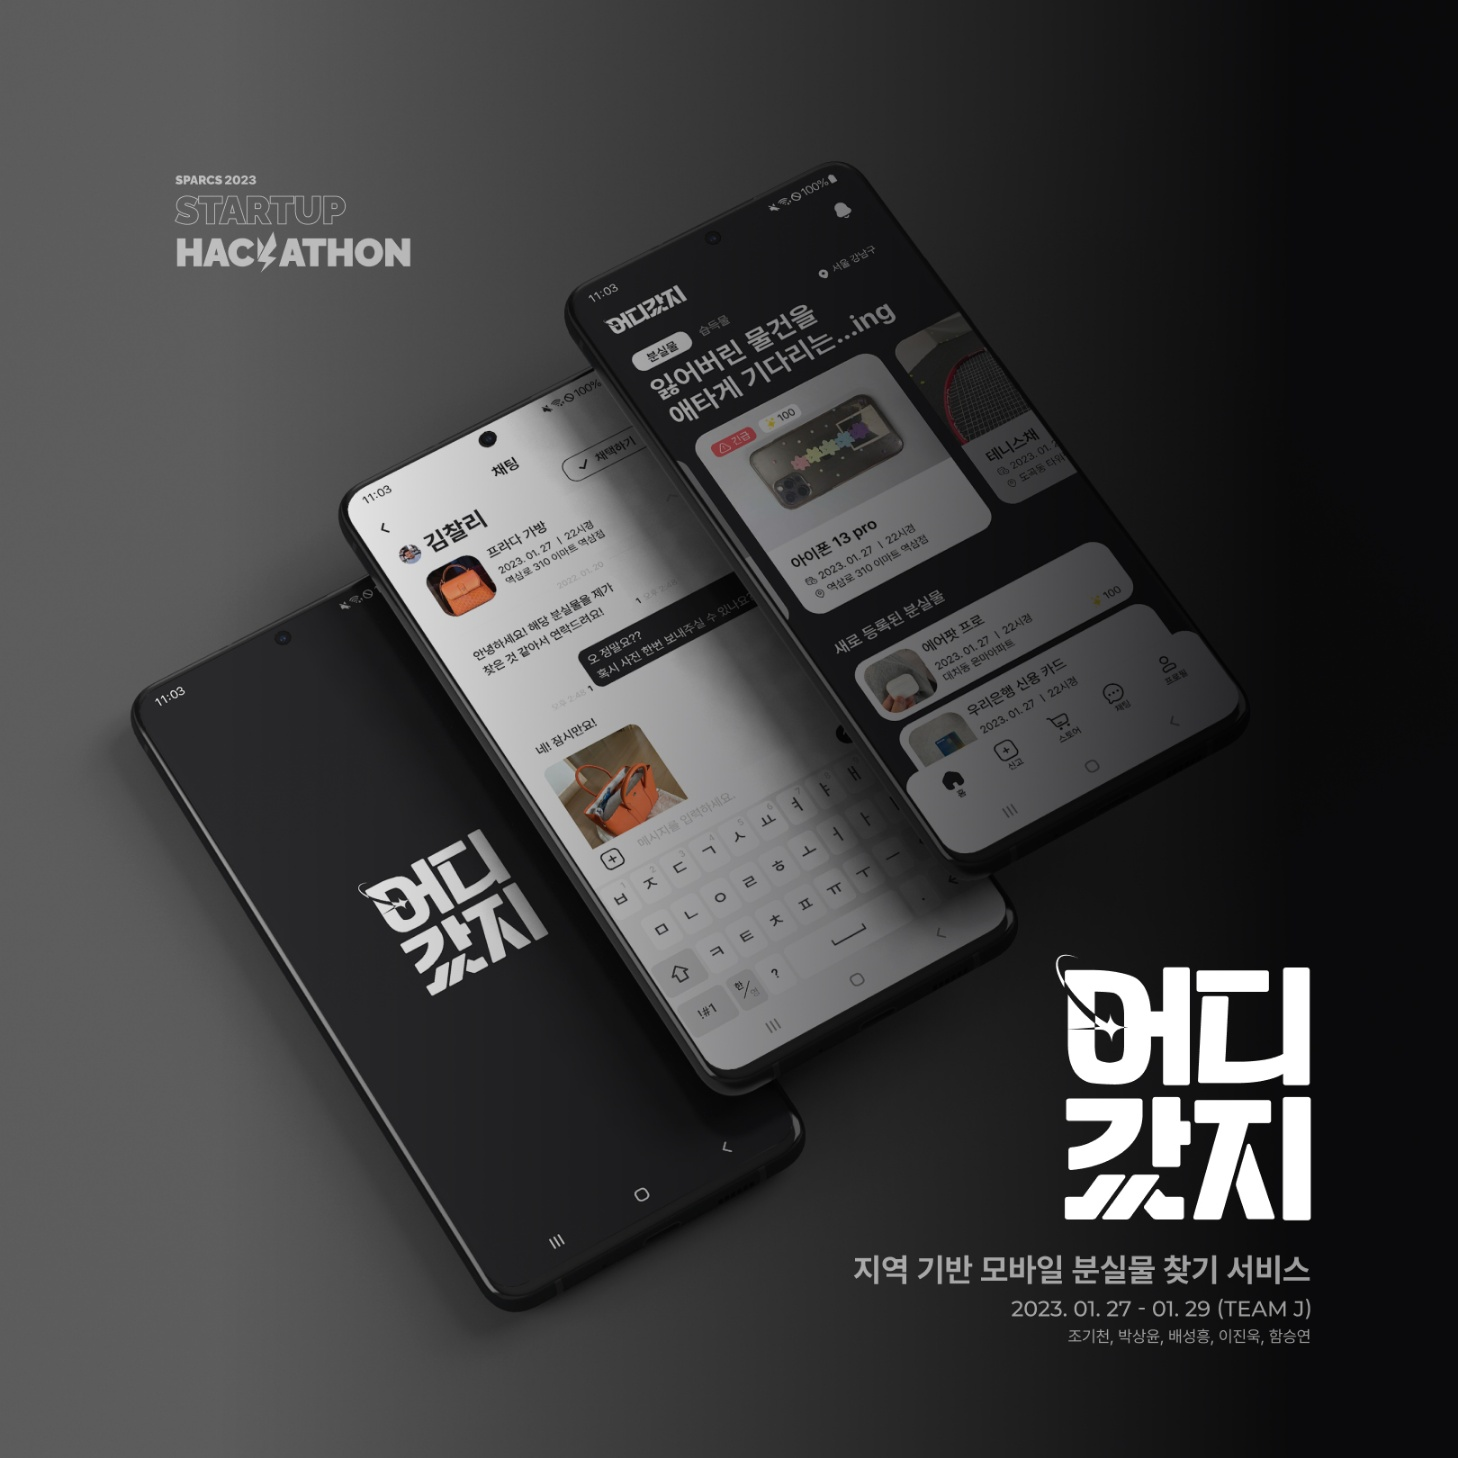 SPARCS 2023
STARTUP
HACKATHON
11:03
100%
서울 강남구
어디갔지
분실물 습득물
잃어버린 물건을
애타게 기다리는...ing
긴급
100
아이폰 13 pro
2023. 01. 27 | 22시경
역삼로 310 이마트 역삼점
테니스채
2023. 01. 2
도곡동 타워
새로 등록된 분실물
에어팟 프로
100
2023. 01. 27 | 22시경
대치동 은마아파트
우리은행 신용 카드
2023. 01. 27 | 22시경
홈
신고
스토어
채팅
프로필
11:03
100%
채팅
채택하기
김찰리
프라다 가방
2023. 01. 27 | 22시경
역삼로 310 이마트 역삼점
2022. 01. 20
안녕하세요! 해당 분실물을 제가
찾은 것 같아서 연락드려요!
1
오 정말요??
혹시 사진 한번 보내주실 수 있나요?
1
네! 잠시만요!
메시지를 입력하세요.
ㅂ ㅈ ㄷ ㄱ ㅅ ㅛ ㅕ ㅑ ㅐ
ㅁ ㄴ ㅇ ㄹ ㅎ ㅗ ㅓ ㅏ ㅣ
ㅋ ㅌ ㅊ ㅍ ㅠ ㅜ ㅡ
!#1 한/영 ? .
11:03
어디
갔지
어디
갔지
지역 기반 모바일 분실물 찾기 서비스
2023. 01. 27 - 01. 29 (TEAM J)
조기천, 박상윤, 배성흥, 이진욱, 함승연